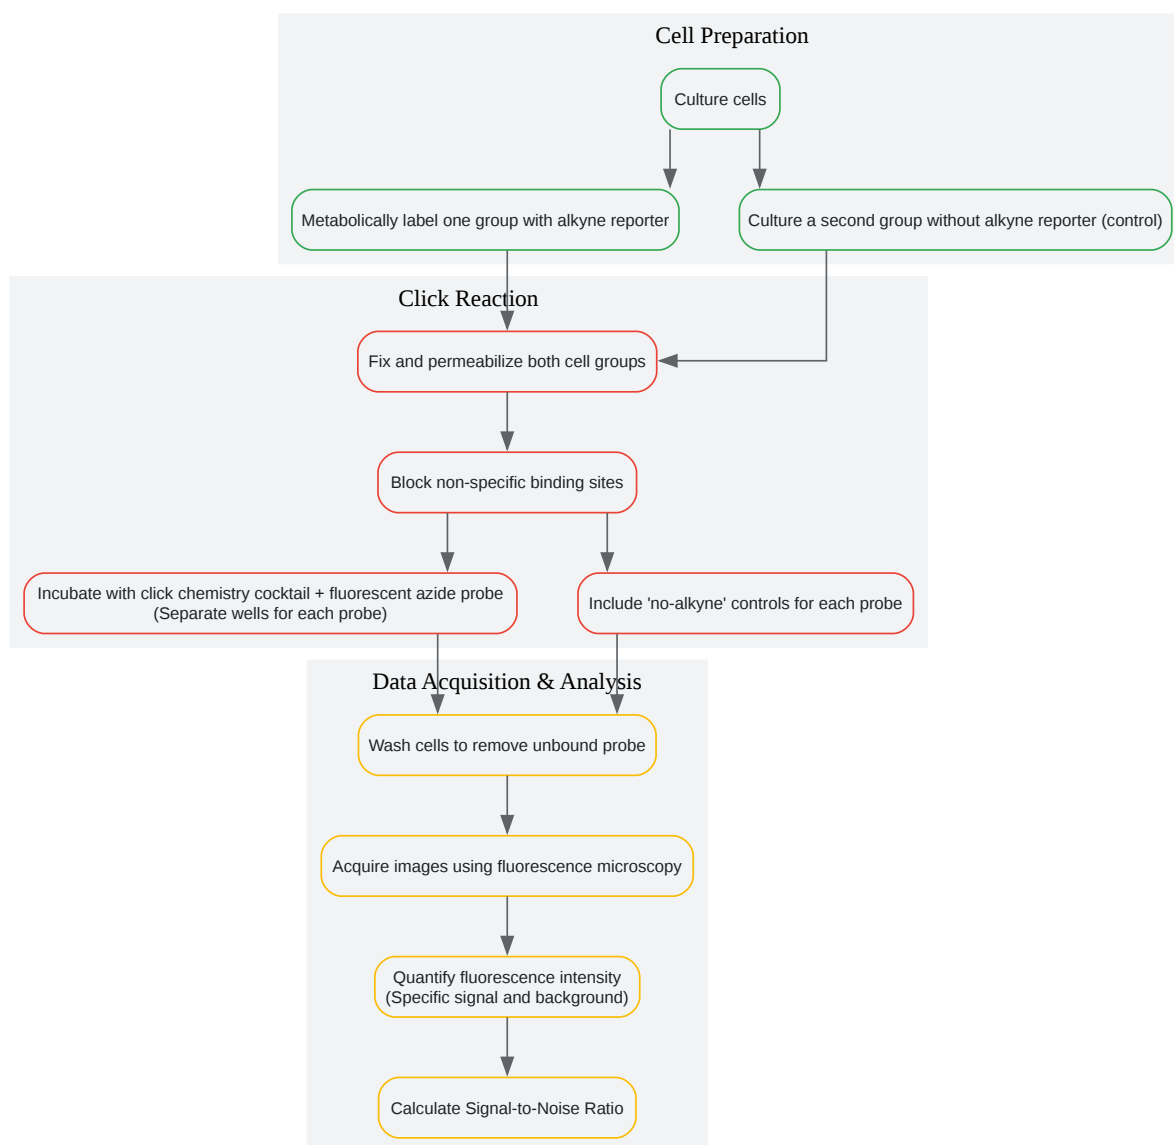 Cell Preparation
Culture cells
Metabolically label one group with alkyne reporter
Culture a second group without alkyne reporter (control)
Click Reaction
Fix and permeabilize both cell groups
Block non-specific binding sites
Incubate with click chemistry cocktail + fluorescent azide probe
(Separate wells for each probe)
Include 'no-alkyne' controls for each probe
Data Acquisition & Analysis
Wash cells to remove unbound probe
Acquire images using fluorescence microscopy
Quantify fluorescence intensity
(Specific signal and background)
Calculate Signal-to-Noise Ratio